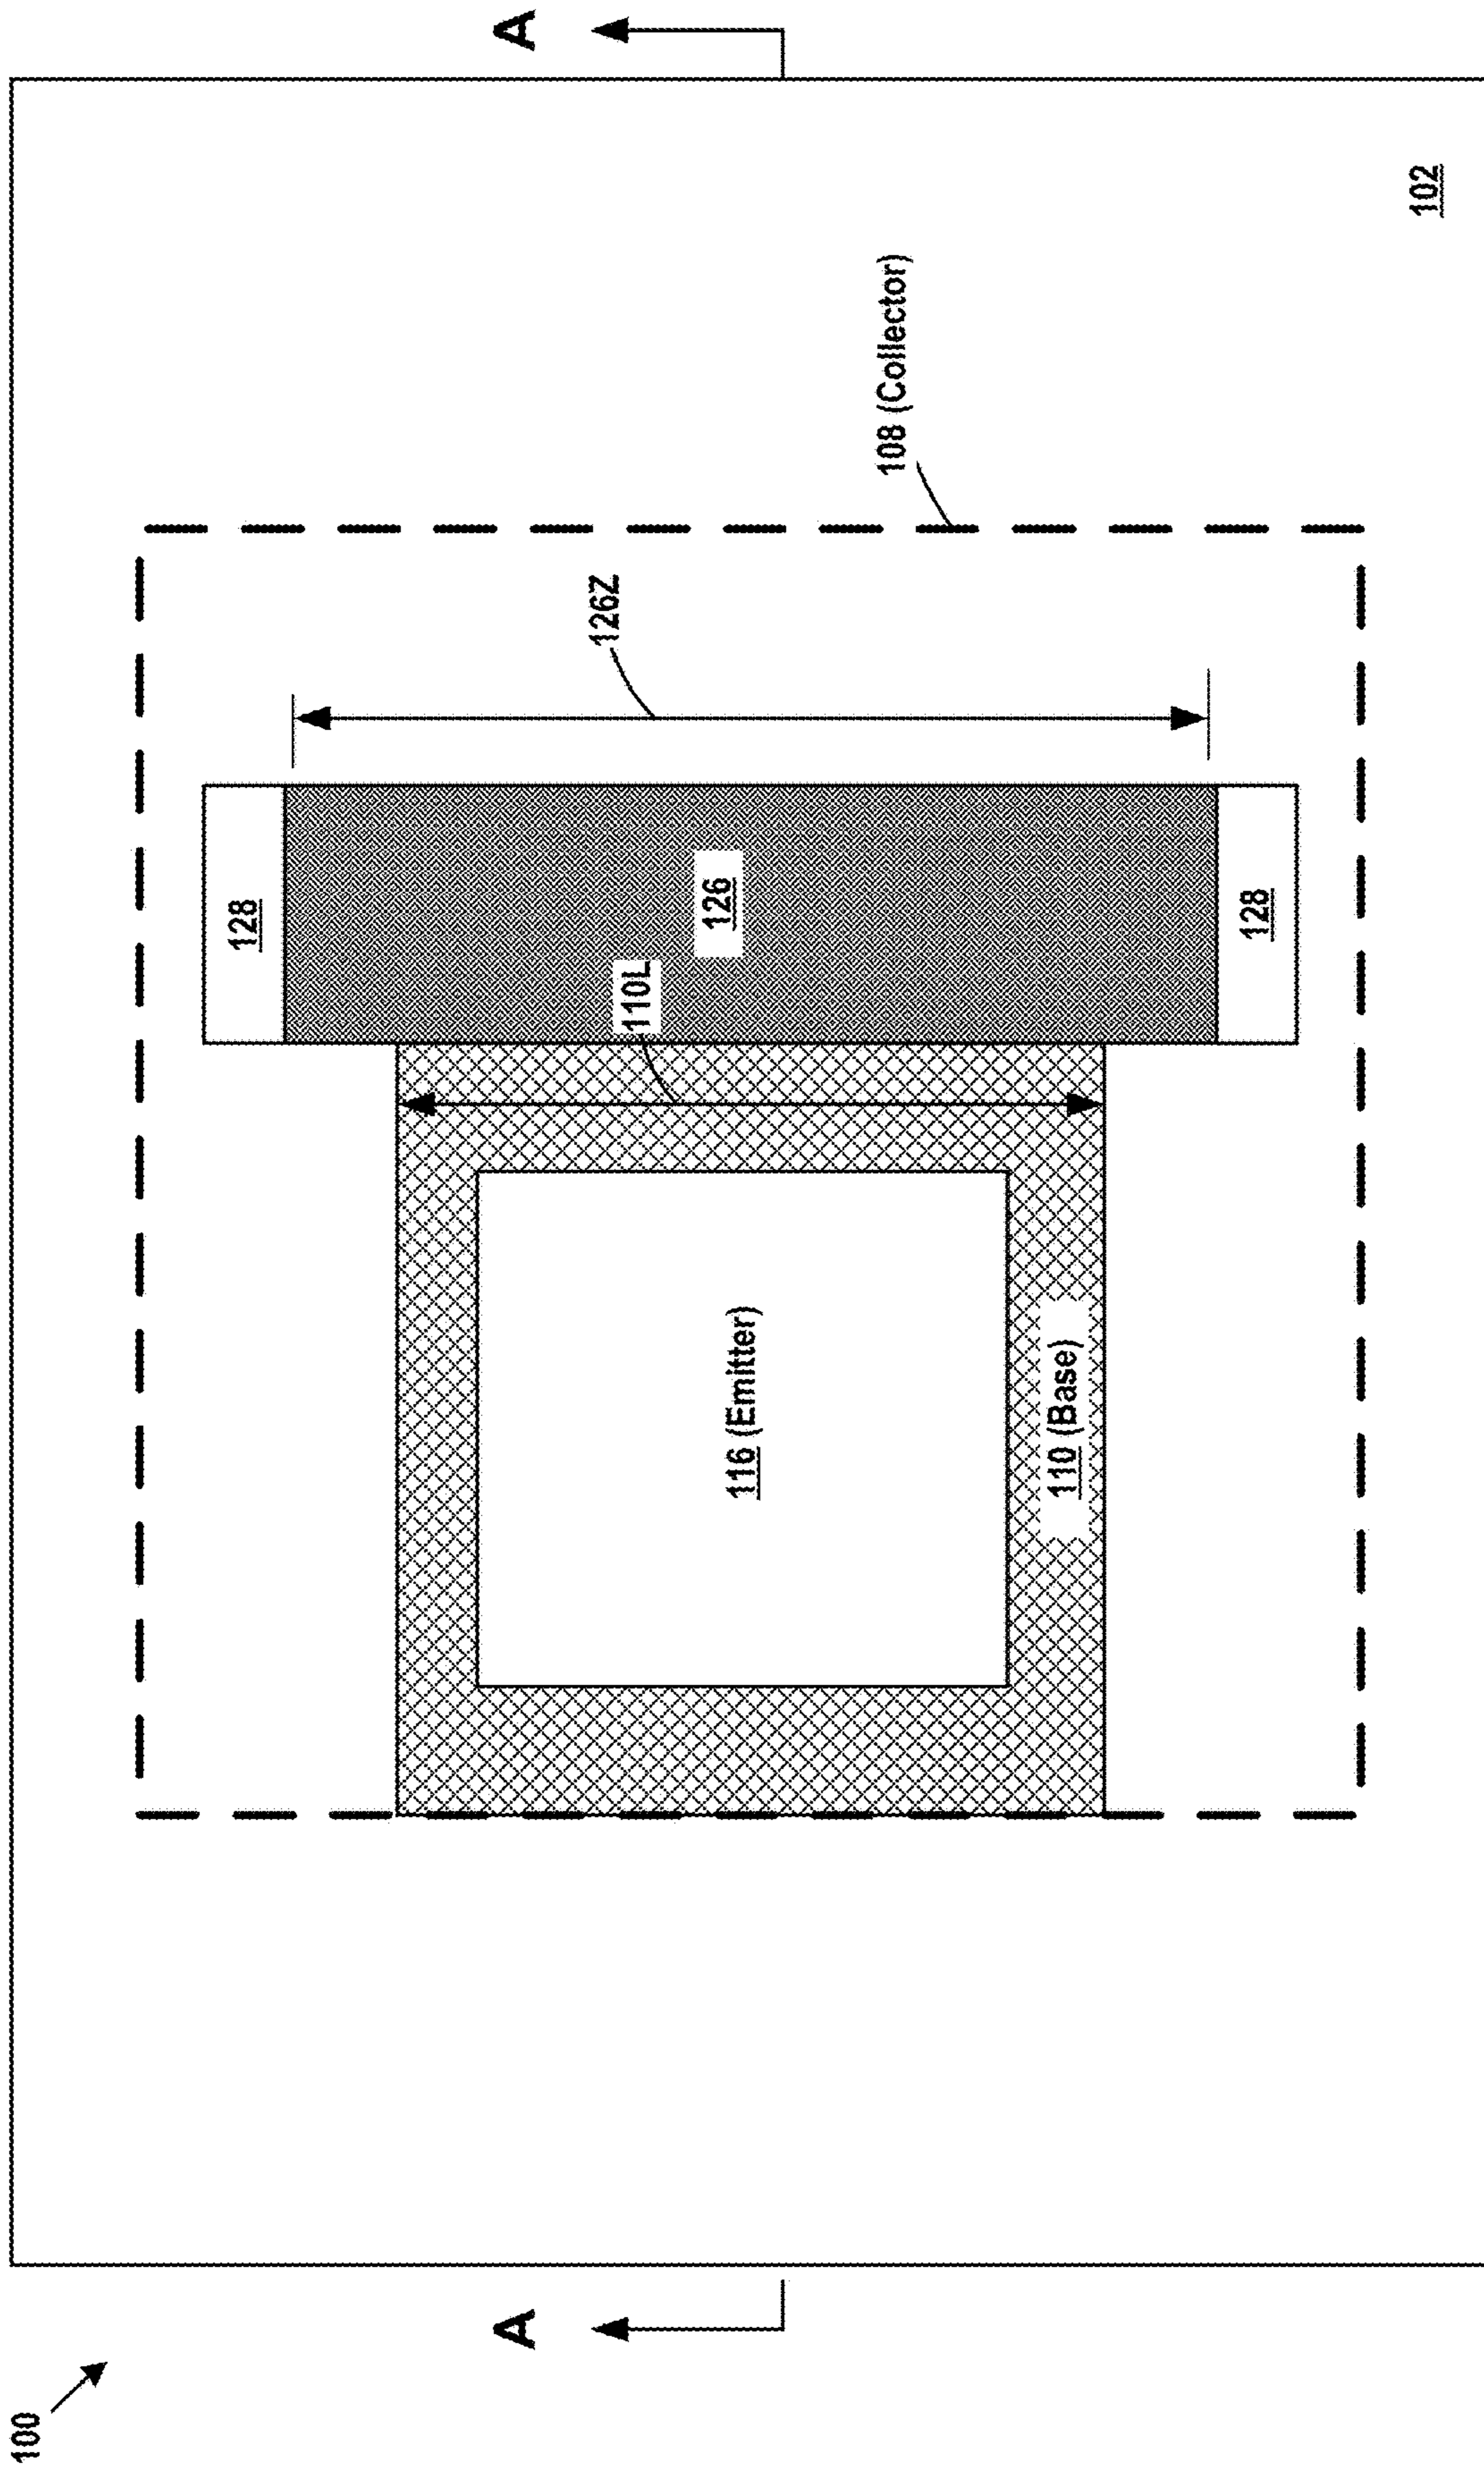 100
128
A
A
126Z
110L
126
116 (Emitter)
108 (Collector)
110 (Base)
128
102